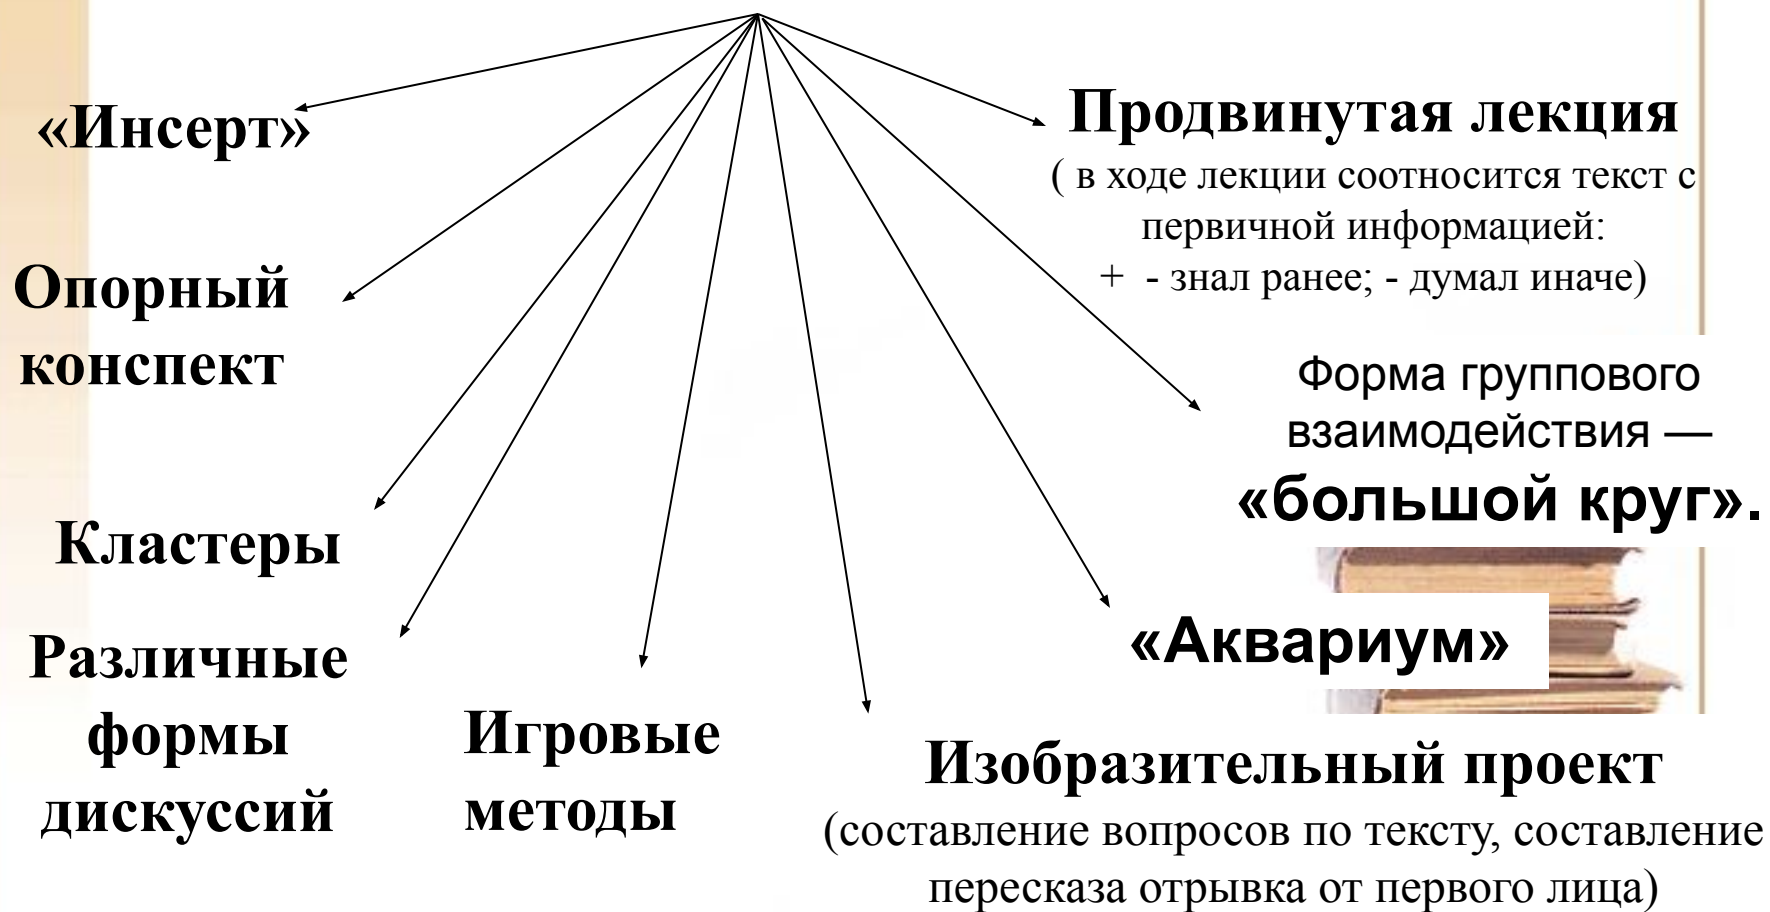 «Инсерт»
Опорный
конспект
Кластеры
Различные
формы
дискуссий
Игровые
методы
Продвинутая лекция
( в ходе лекции соотносится текст с
первичной информацией:
+ - знал ранее; - думал иначе)
Форма группового
взаимодействия —
«большой круг».
«Аквариум»
Изобразительный проект
(составление вопросов по тексту, составление
пересказа отрывка от первого лица)